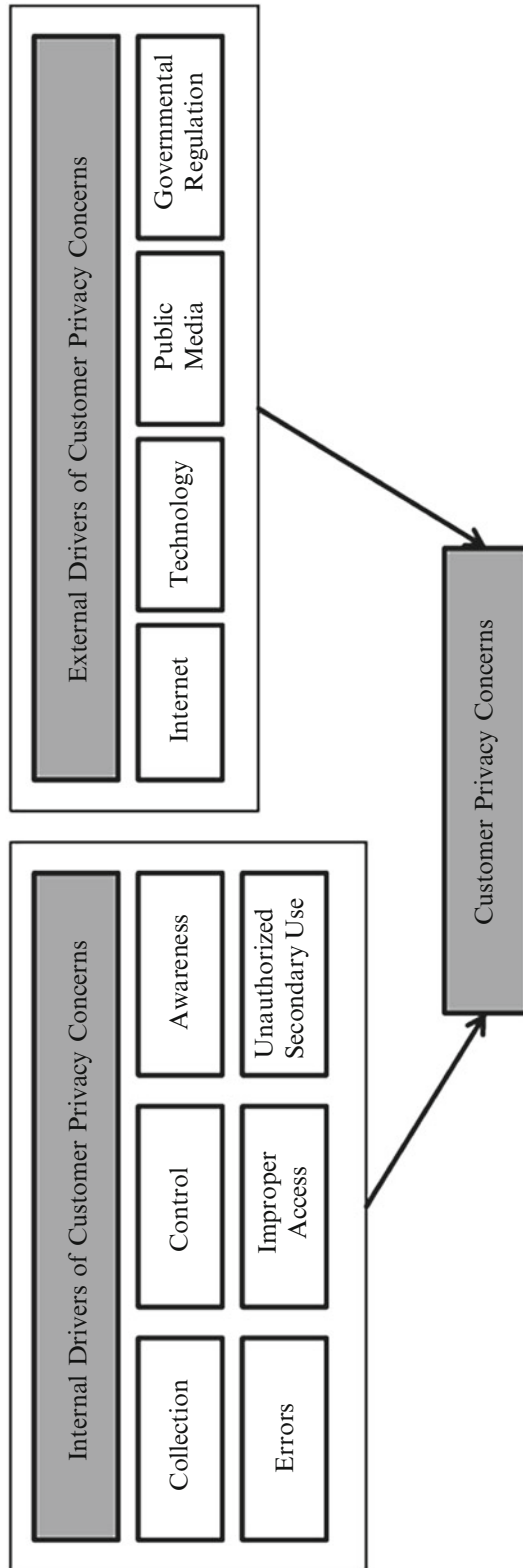 Internal Drivers of Customer Privacy Concerns
Collection
Control
Awareness
Errors
Improper
Access
Unauthorized
Secondary Use
External Drivers of Customer Privacy Concerns
Internet
Technology
Public
Media
Governmental
Regulation
Customer Privacy Concerns